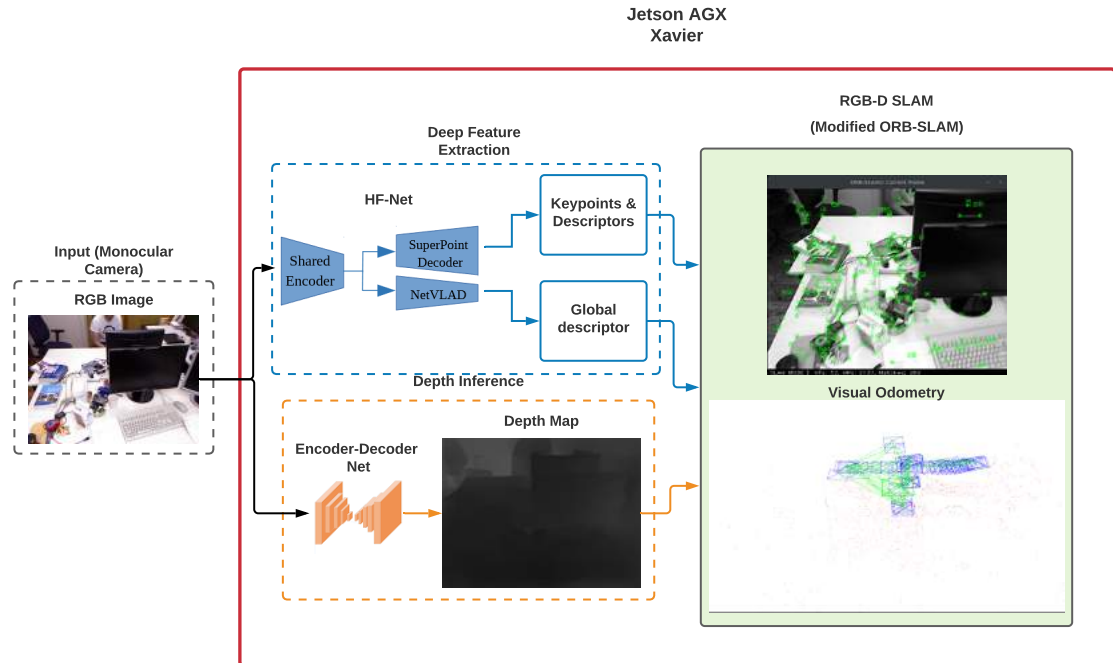 Jetson AGX
Xavier
RGB-D SLAM
(Modified ORB-SLAM)
Deep Feature
Extraction
HF-Net
Keypoints &
Descriptors
SuperPoint
Decoder
Shared
Encoder
NetVLAD
Global
descriptor
Input (Monocular
Camera)
RGB Image
Depth Inference
Visual Odometry
Depth Map
Encoder-Decoder
Net